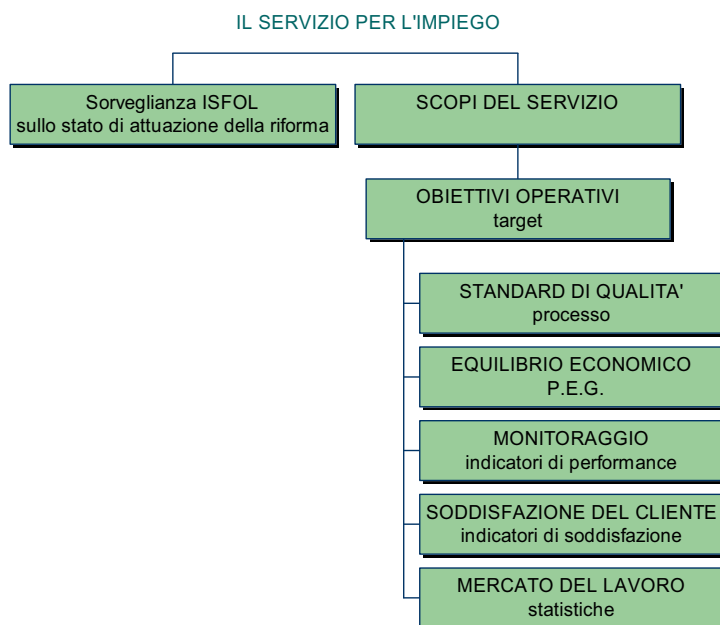 IL SERVIZIO PER L'IMPIEGO
Sorveglianza ISFOL
sullo stato di attuazione della riforma
SCOPI DEL SERVIZIO
OBIETTIVI OPERATIVI
target
STANDARD DI QUALITA'
processo
EQUILIBRIO ECONOMICO
P.E.G.
MONITORAGGIO
indicatori di performance
SODDISFAZIONE DEL CLIENTE
indicatori di soddisfazione
MERCATO DEL LAVORO
statistiche